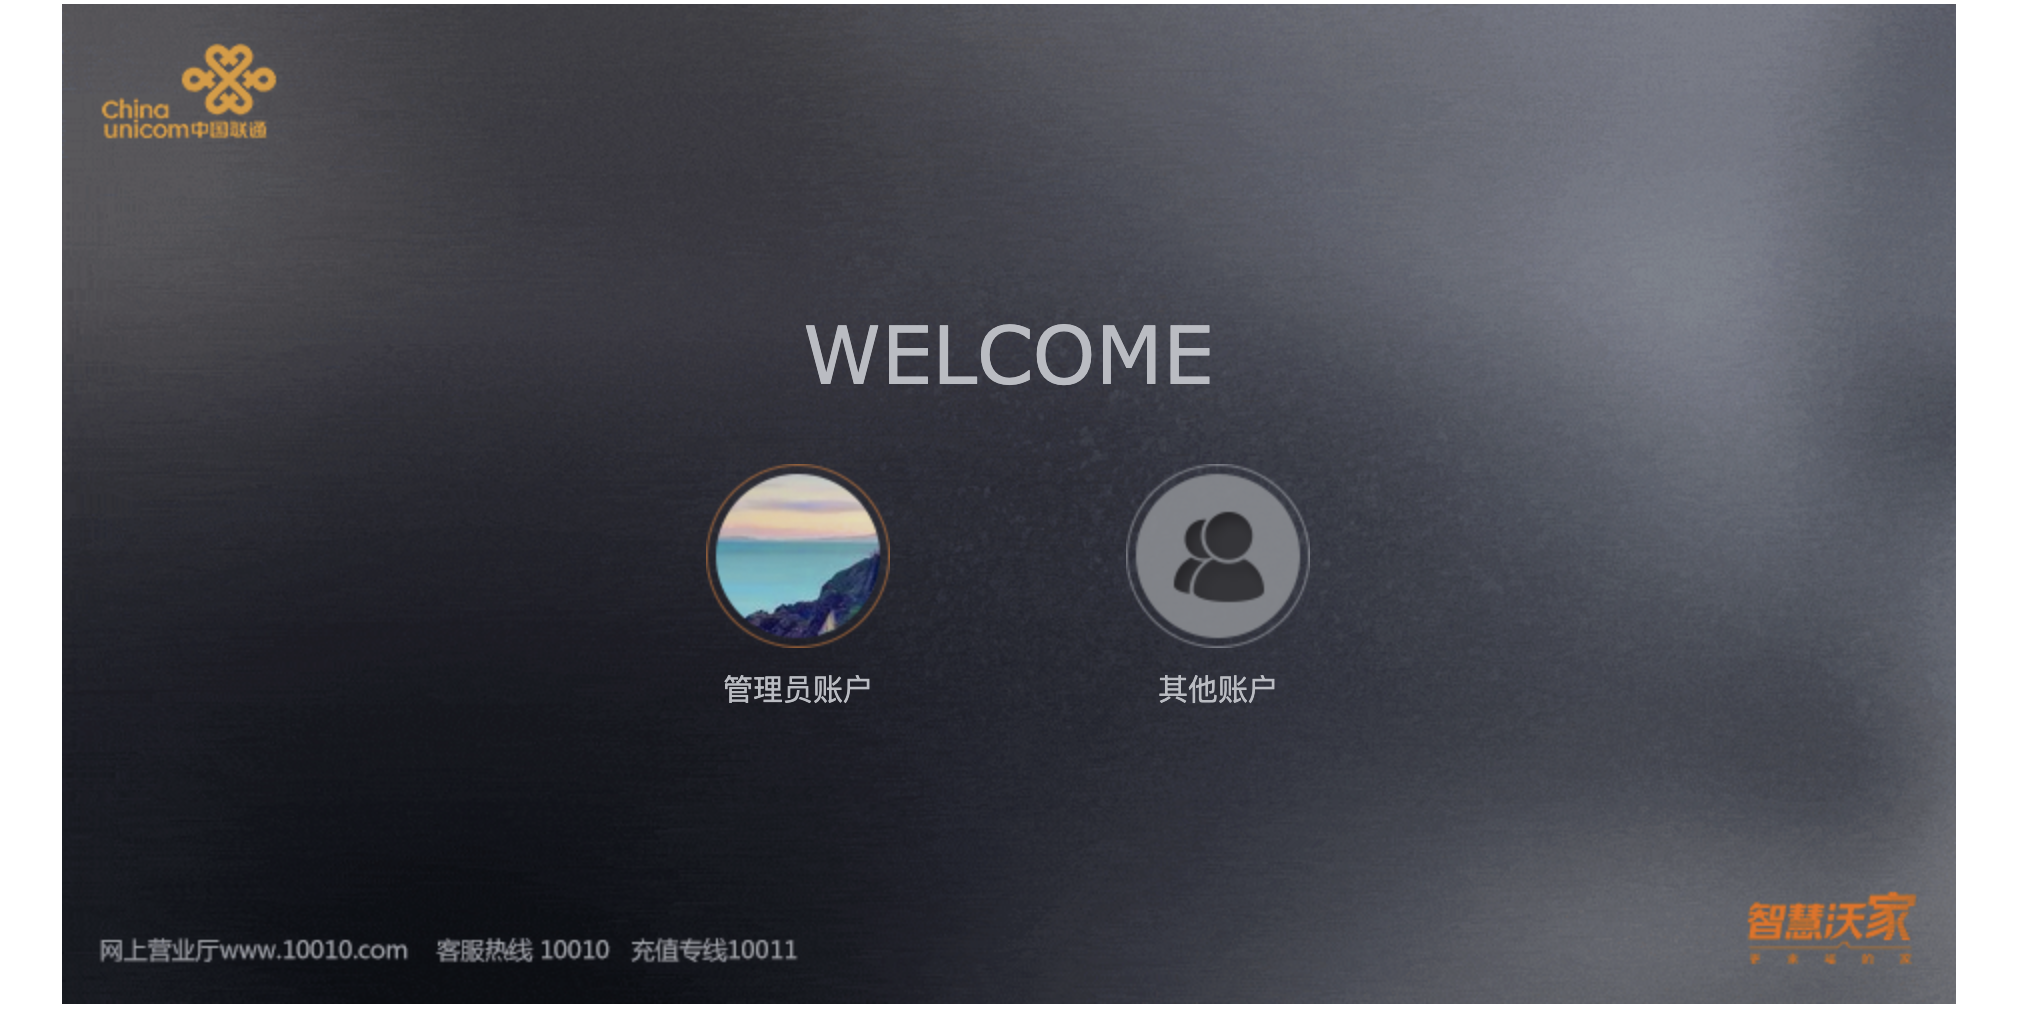 China
unicom中国联通
WELCOME
管理员账户
其他账户
网上营业厅www.10010.com 客服热线 10010 充值专线10011
智慧沃家
的 家